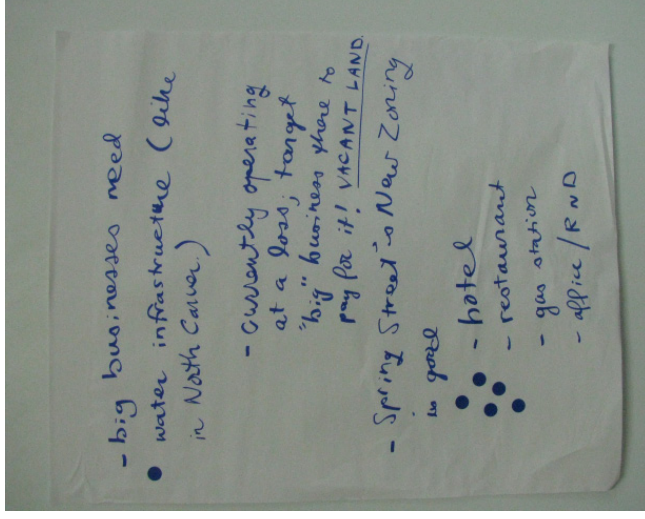 - big businesses need
• water infrastructure (like
in North Carver.)
- currently operating
at a loss; target
"big" business there to
pay for it! VACANT LAND.
- Spring Street's New Zoning
is good
- hotel
- restaurant
- gas station
- office/RND